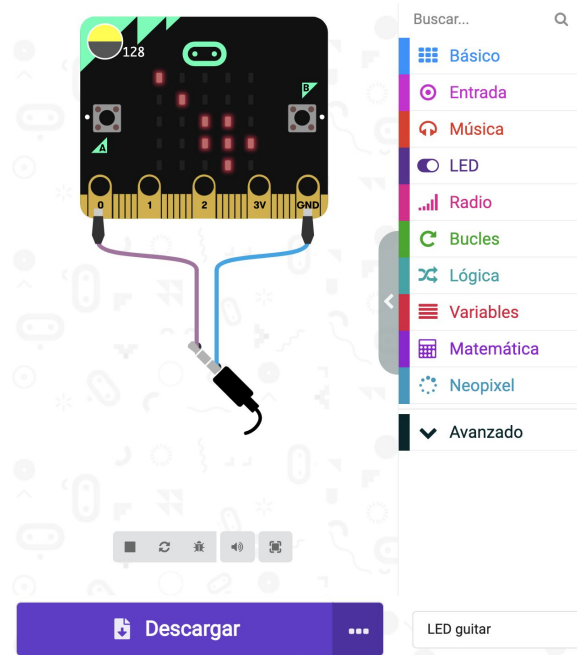 Buscar...
128
B
A
0 1 2 3V GND
Básico
Entrada
Música
LED
Radio
Bucles
Lógica
Variables
Matemática
Neopixel
Avanzado
Descargar
LED guitar